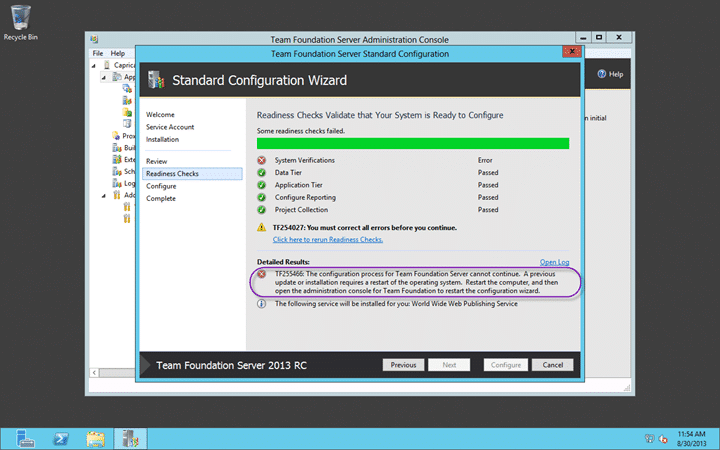 Recycle Bin
Team Foundation Server Administration Console
File Help
Team Foundation Server Standard Configuration
Caprica
App
Prox
Buil
Exte
Sch
Log
Add
Help
n initial
Standard Configuration Wizard
Welcome
Service Account
Installation
Review
Readiness Checks
Configure
Complete
Readiness Checks Validate that Your System is Ready to Configure
Some readiness checks failed.
System Verifications Error
Data Tier Passed
Application Tier Passed
Configure Reporting Passed
Project Collection Passed
TF254027: You must correct all errors before you continue.
Click here to rerun Readiness Checks.
Detailed Results: Open Log
TF255466: The configuration process for Team Foundation Server cannot continue. A previous
update or installation requires a restart of the operating system. Restart the computer, and then
open the administration console for Team Foundation to restart the configuration wizard.
The following service will be installed for you: World Wide Web Publishing Service
Team Foundation Server 2013 RC
Previous Next Configure Cancel
11:54 AM
8/30/2013